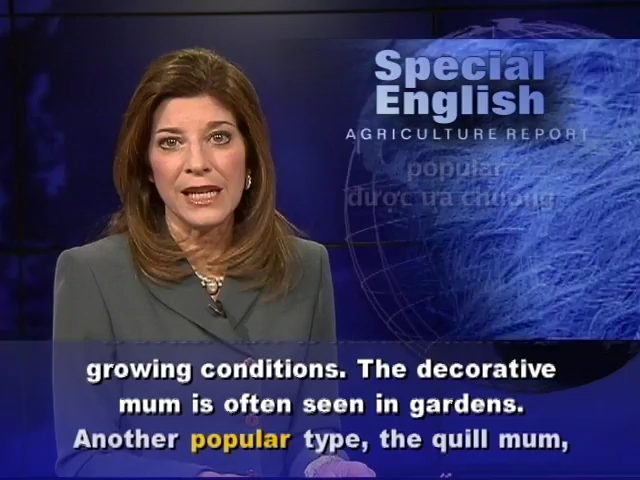 Special
English
AGRICULTURE REPORT
popular
được ưa chuộng
growing conditions. The decorative
mum is often seen in gardens.
Another popular type, the quill mum,